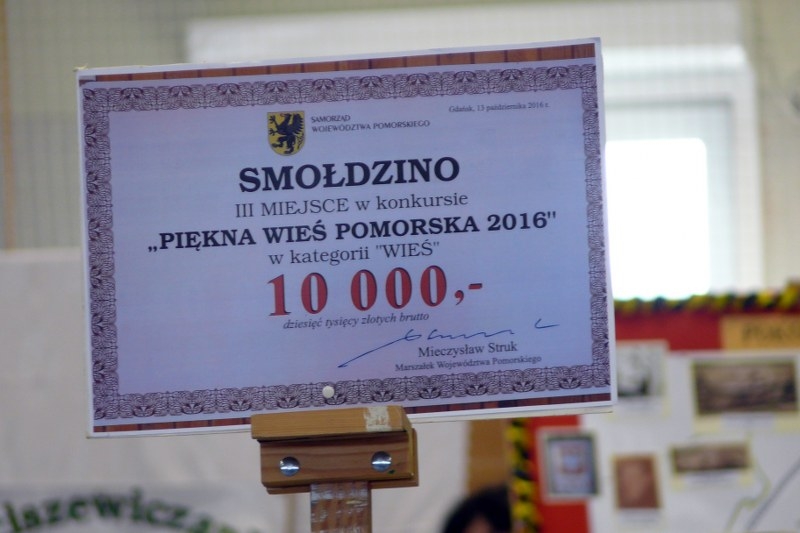 SAMORZĄD
WOJEWÓDZTWA POMORSKIEGO
Gdańsk, 13 października 2016 r.
SMOŁDZINO
III MIEJSCE w konkursie
„PIĘKNA WIEŚ POMORSKA 2016"
w kategorii "WIEŚ"
10 000,-
dziesięć tysięcy złotych brutto
Mieczysław Struk
Marszałek Województwa Pomorskiego